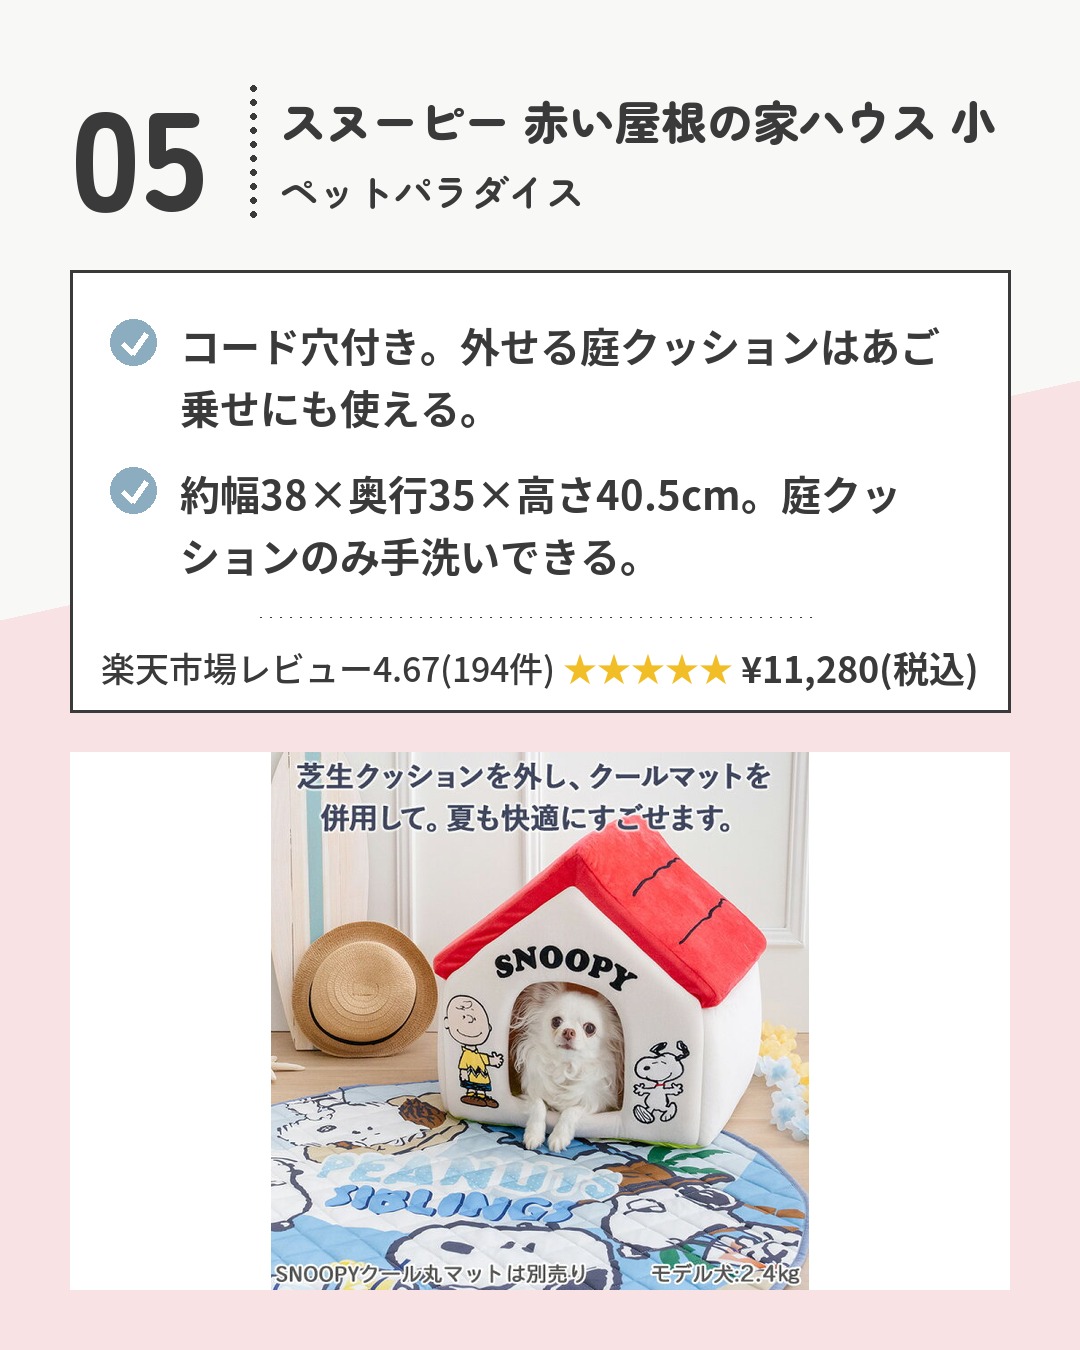 05
スヌーピー 赤い屋根の家ハウス 小
ペットパラダイス
コード穴付き。外せる庭クッションはあご
乗せにも使える。
約幅38×奥行35×高さ40.5cm。庭クッ
ションのみ手洗いできる。
楽天市場レビュー4.67(194件) ★★★★★ ¥11,280(税込)
芝生クッションを外し、クールマットを
併用して。夏も快適にすごせます。
SNOOPY
PEANUTS
SIBLINGS
SNOOPYクール丸マットは別売り
モデル犬:2.4kg